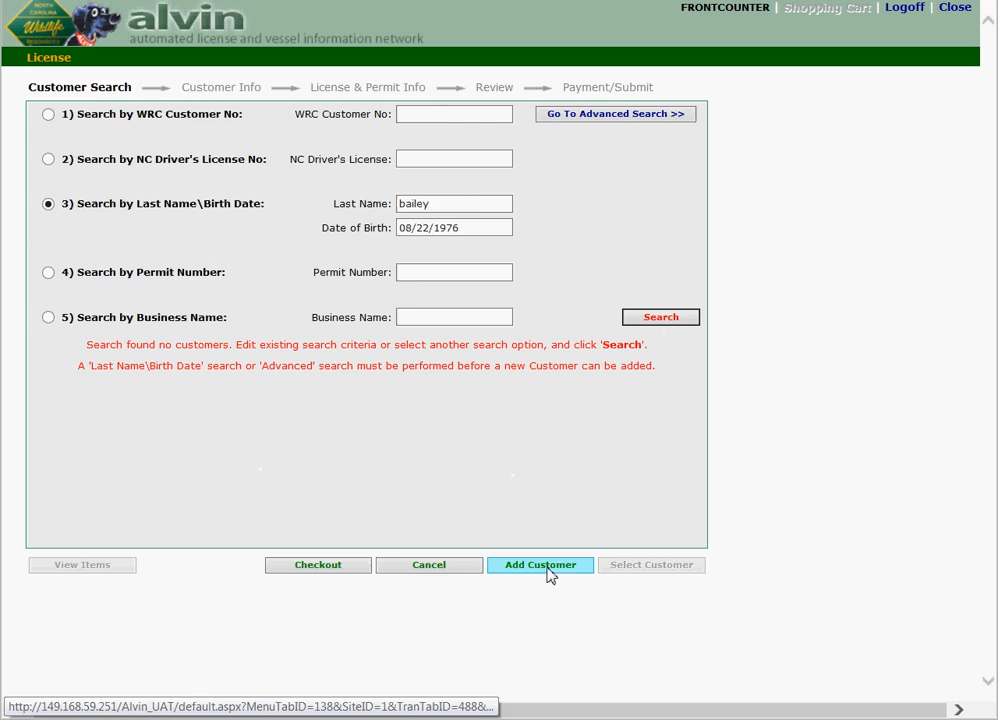 NORTH CAROLINA
Wildlife
RESOURCES
alvin
automated license and vessel information network
FRONTCOUNTER | Shopping Cart | Logoff | Close
License
Customer Search Customer Info License & Permit Info Review Payment/Submit
1) Search by WRC Customer No: WRC Customer No: Go To Advanced Search >>
2) Search by NC Driver's License No: NC Driver's License:
3) Search by Last Name\Birth Date: Last Name: bailey
Date of Birth: 08/22/1976
4) Search by Permit Number: Permit Number:
5) Search by Business Name: Business Name: Search
Search found no customers. Edit existing search criteria or select another search option, and click 'Search'.
A 'Last Name\Birth Date' search or 'Advanced' search must be performed before a new Customer can be added.
View Items Checkout Cancel Add Customer Select Customer
http://149.168.59.251/Alvin_UAT/default.aspx?MenuTabID=138&SiteID=1&TranTabID=488&...